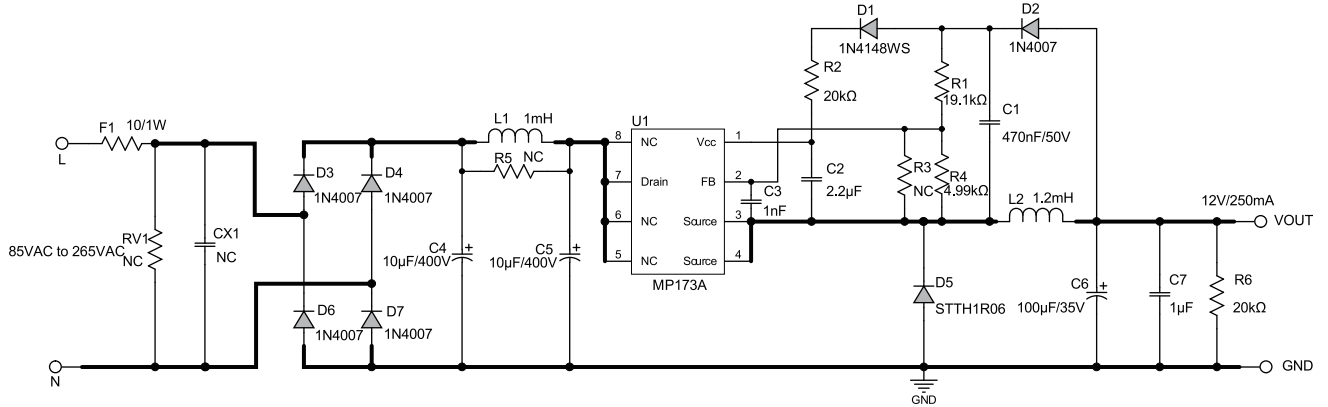 D1
1N4148WS
D2
1N4007
R2
20kΩ
R1
19.1kΩ
C1
470nF/50V
F1
10/1W
L
L1
1mH
R5
NC
U1
8
NC
Vcc
1
7
Drain
FB
2
6
NC
Source
3
5
NC
Source
4
MP173A
C2
2.2µF
C3
1nF
R3
NC
R4
4.99kΩ
L2
1.2mH
12V/250mA
VOUT
D3
1N4007
D4
1N4007
85VAC to 265VAC
RV1
NC
CX1
NC
C4
+
10µF/400V
C5
+
10µF/400V
D5
STTH1R06
C6
+
100µF/35V
C7
1µF
R6
20kΩ
D6
1N4007
D7
1N4007
N
GND
GND